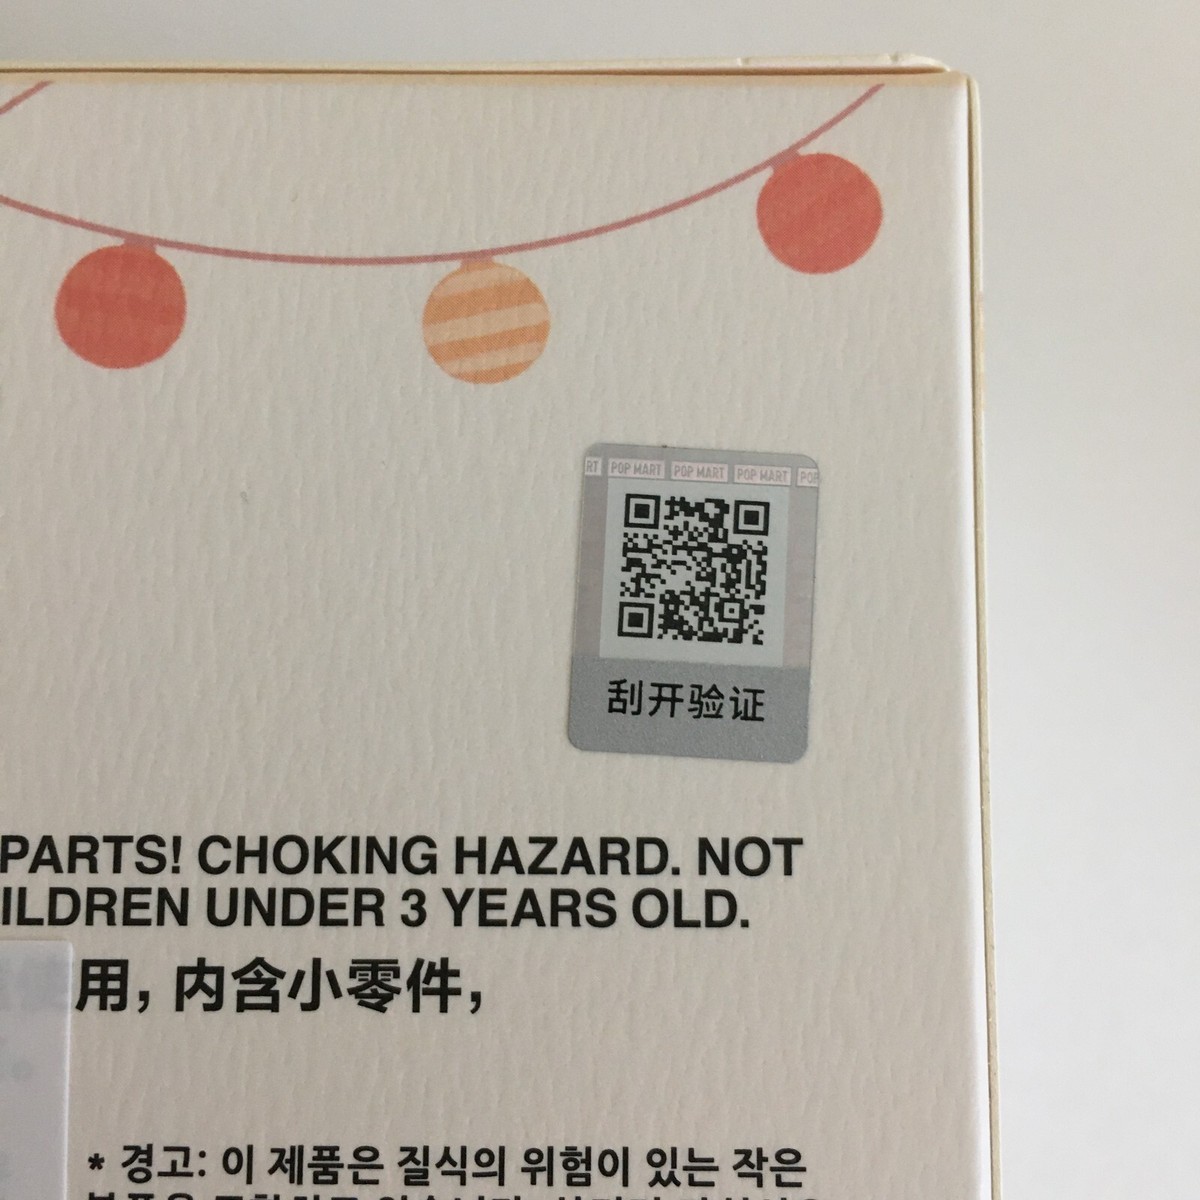 RT POP MART POP MART POP MART POP
刮开验证
PARTS! CHOKING HAZARD. NOT
ILDREN UNDER 3 YEARS OLD.
用, 内含小零件,
* 경고: 이 제품은 질식의 위험이 있는 작은